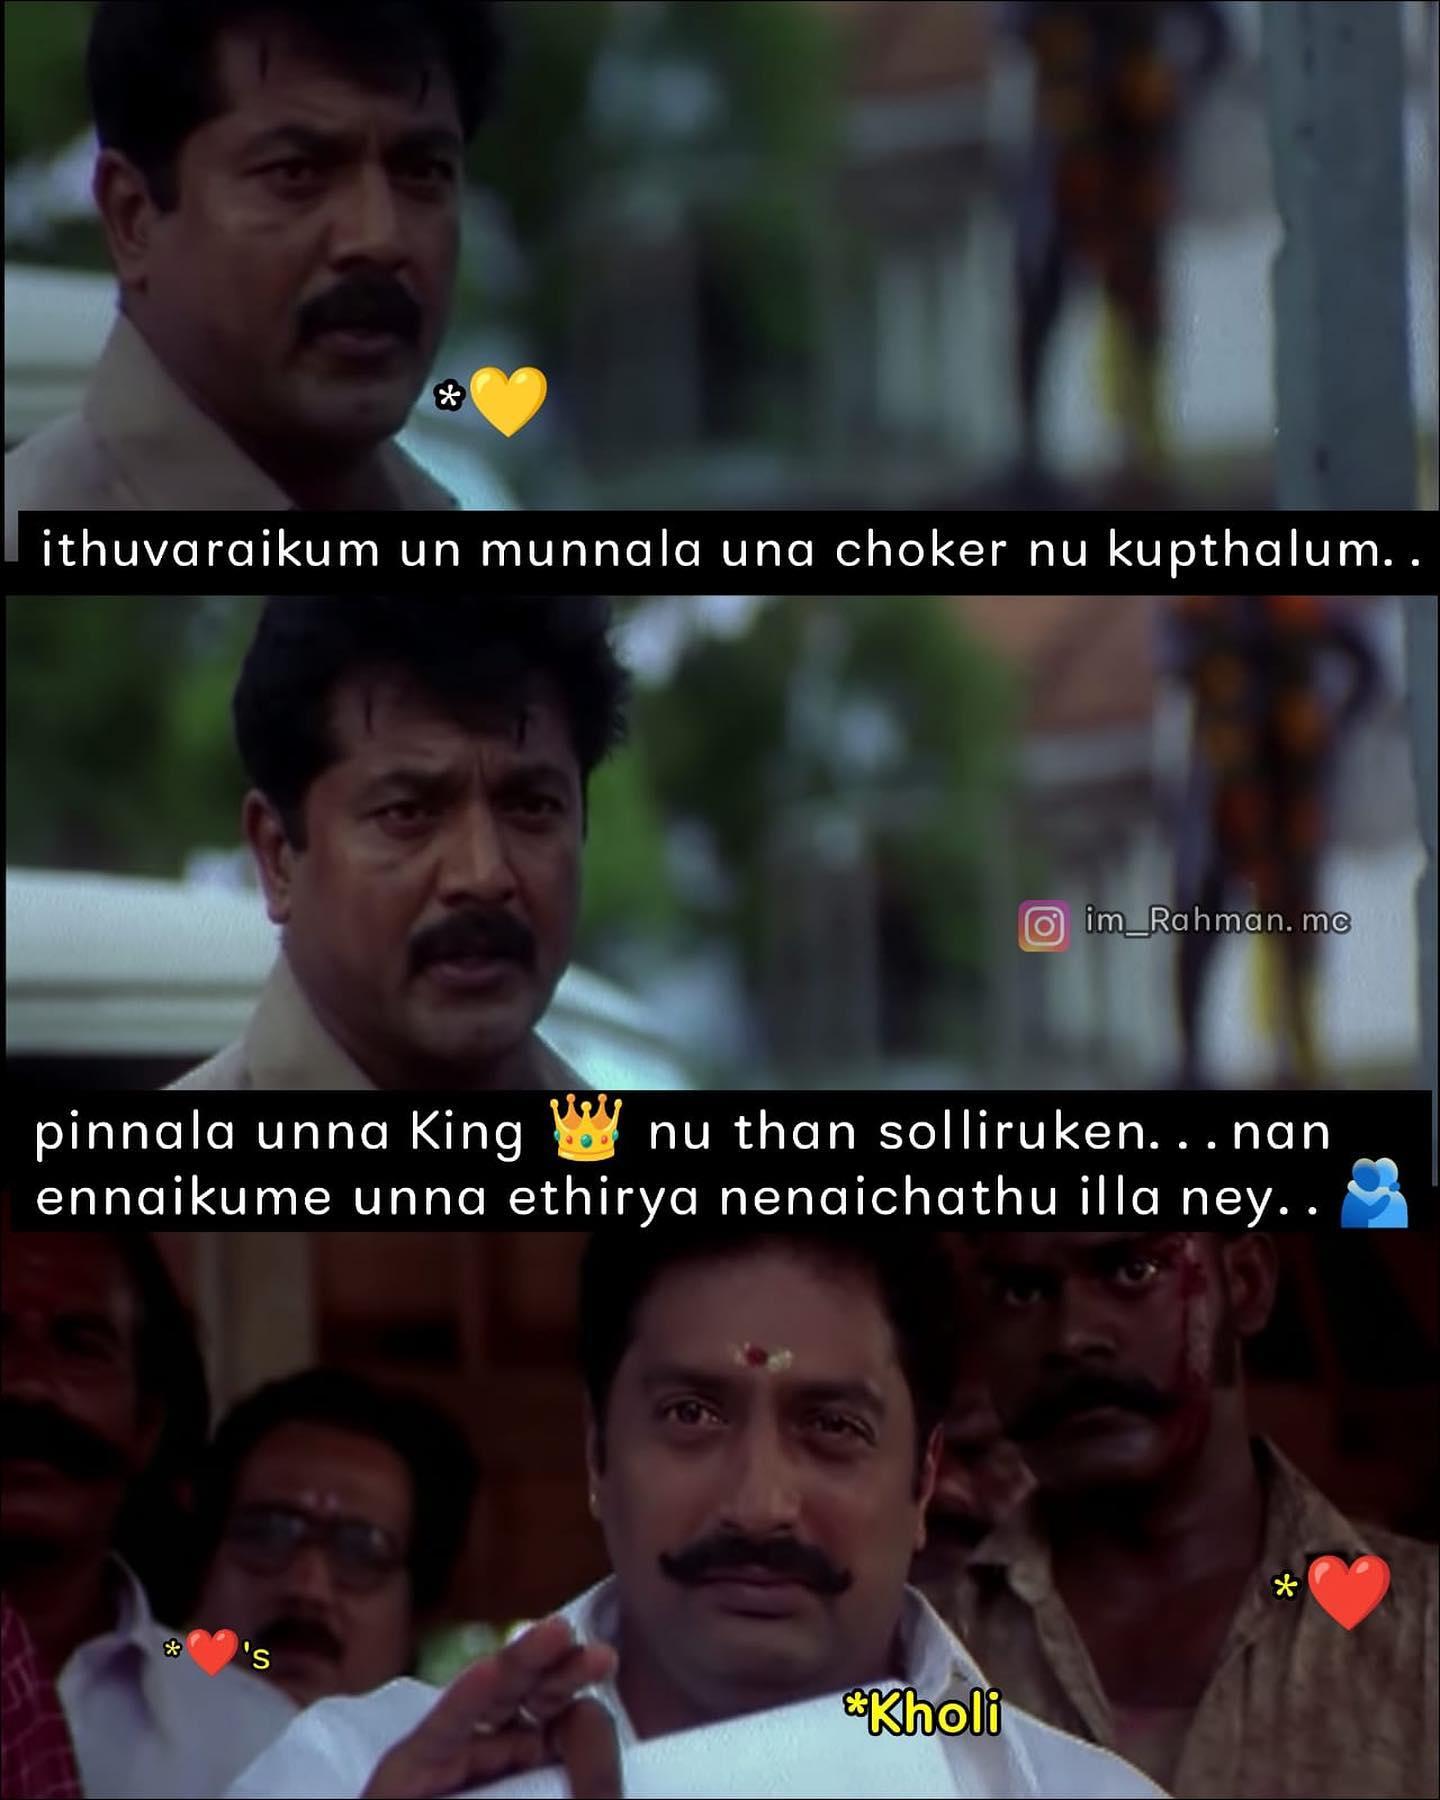 *💛
ithuvaraikum un munnala una choker nu kupthalum. .
im_Rahman.mc
pinnala unna King 👑 nu than solliruken...nan
ennaikume unna ethirya nenaichathu illa ney. . 🫂
*❤️
*❤️'s
*Kholi